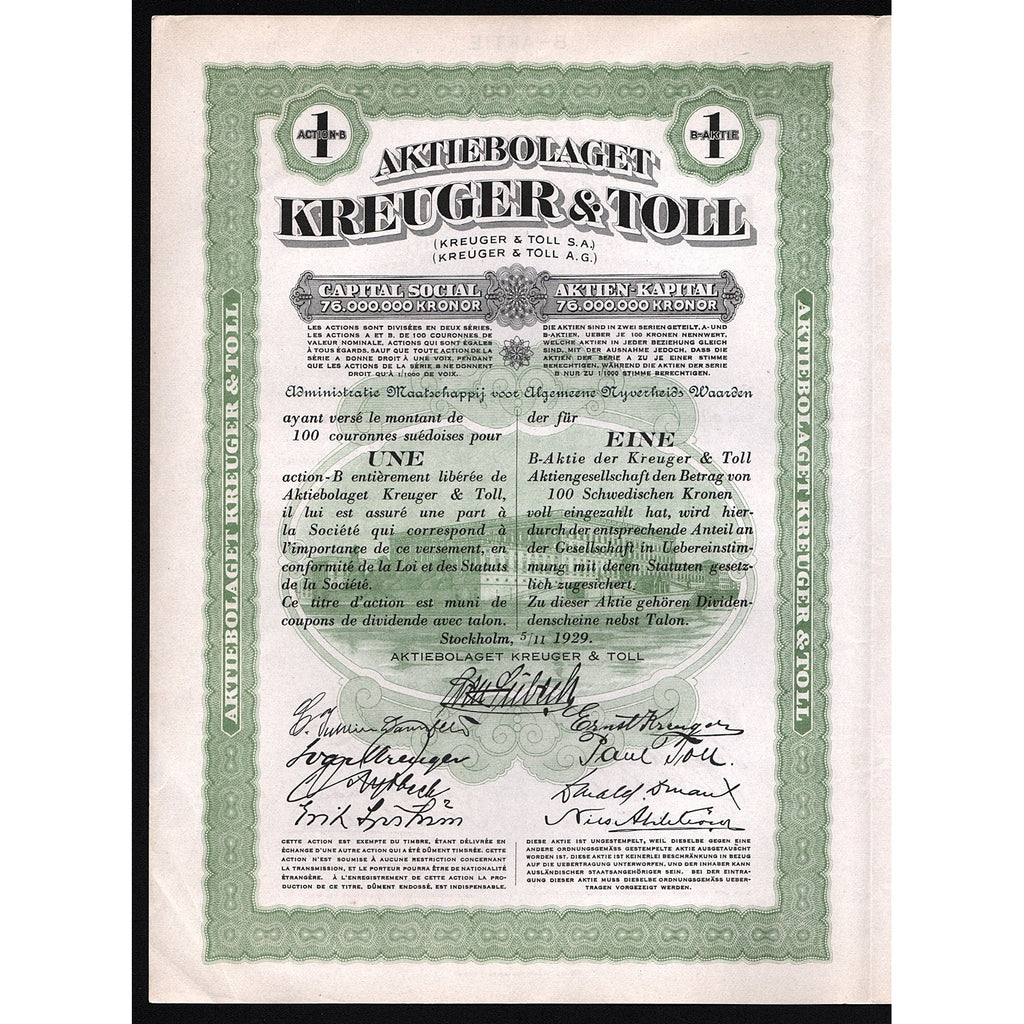 1
ACTION-B
1
B-AKTIE
AKTIEBOLAGET
KREUGER & TOLL
(KREUGER & TOLL S.A.)
(KREUGER & TOLL A.G.)
CAPITAL SOCIAL
76.000.000 KRONOR
AKTIEN-KAPITAL
76.000.000 KRONOR
LES ACTIONS SONT DIVISÉES EN DEUX SÉRIES,
LES ACTIONS A ET B, DE 100 COURONNES DE
VALEUR NOMINALE, ACTIONS QUI SONT ÉGALES
À TOUS ÉGARDS, SAUF QUE TOUTE ACTION DE LA
SÉRIE A DONNE DROIT À UNE VOIX, PENDANT
QUE LES ACTIONS DE LA SÉRIE B NE DONNENT
DROIT QU'À 1/1000 DE VOIX.
DIE AKTIEN SIND IN ZWEI SERIEN GETEILT, A- UND
B-AKTIEN, UEBER JE 100 KRONEN NENNWERT,
WELCHE AKTIEN IN JEDER BEZIEHUNG GLEICH
SIND, MIT DER AUSNAHME JEDOCH, DASS DIE
AKTIEN DER SERIE A ZU JE EINER STIMME
BERECHTIGEN, WÄHREND DIE AKTIEN DER SERIE
B NUR ZU 1/1000 STIMME BERECHTIGEN.
Administratie Maatschappij voor Algemeene Nyverheids Waarden
ayant versé le montant de
100 couronnes suédoises pour
UNE
action-B entièrement libérée de
Aktiebolaget Kreuger & Toll,
il lui est assuré une part à
la Société qui correspond à
l'importance de ce versement, en
conformité de la Loi et des Statuts
de la Société.
Ce titre d'action est muni de
coupons de dividende avec talon.
der für
EINE
B-Aktie der Kreuger & Toll
Aktiengesellschaft den Betrag von
100 Schwedischen Kronen
voll eingezahlt hat, wird hier-
durch der entsprechende Anteil an
der Gesellschaft in Uebereinstim-
mung mit deren Statuten gesetz-
lich zugesichert.
Zu dieser Aktie gehören Dividen-
denscheine nebst Talon.
Stockholm, 5/11 1929.
AKTIEBOLAGET KREUGER & TOLL
Ernst Kreuger
Ivar Kreuger
Paul Toll.
CETTE ACTION EST EXEMPTE DU TIMBRE, ÉTANT DÉLIVRÉE EN
ÉCHANGE D'UNE AUTRE ACTION QUI A ÉTÉ DÛMENT TIMBRÉE. CETTE
ACTION N'EST SOUMISE À AUCUNE RESTRICTION CONCERNANT
LA TRANSMISSION, ET LE PORTEUR POURRA ÊTRE DE NATIONALITÉ
ÉTRANGÈRE. À L'ENREGISTREMENT DE CETTE ACTION LA PRO-
DUCTION DE CE TITRE, DÛMENT ENDOSSÉ, EST INDISPENSABLE.
DIESE AKTIE IST UNGESTEMPELT, WEIL DIESELBE GEGEN EINE
ANDERE ORDNUNGSGEMÄSS GESTEMPELTE AKTIE AUSGETAUSCHT
WORDEN IST. DIESE AKTIE IST KEINERLEI BESCHRÄNKUNG IN BEZUG
AUF DIE UEBERTRAGUNG UNTERWORFEN, UND DER INHABER KANN
AUSLÄNDISCHER STAATSANGEHÖRIGER SEIN. BEI DER EINTRA-
GUNG DIESER AKTIE MUSS DIESELBE ORDNUNGSGEMÄSS UEBER-
TRAGEN VORGEZEIGT WERDEN.
AKTIEBOLAGET KREUGER & TOLL
AKTIEBOLAGET KREUGER & TOLL